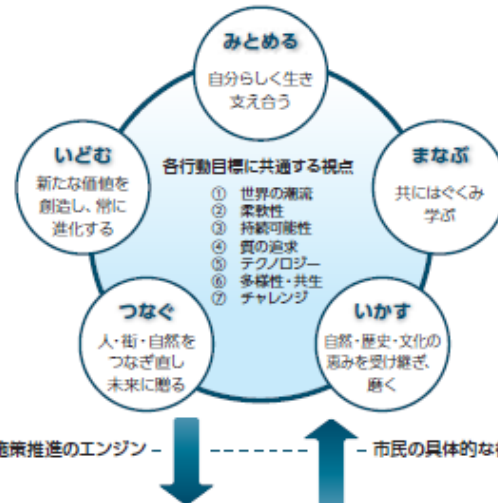 みとめる
自分らしく生き
支え合う
いどむ
新たな価値を
創造し、常に
進化する
各行動目標に共通する視点
① 世界の潮流
② 柔軟性
③ 持続可能性
④ 質の追求
⑤ テクノロジー
⑥ 多様性・共生
⑦ チャレンジ
まなぶ
共にはぐくみ
学ぶ
つなぐ
人・街・自然を
つなぎ直し
未来に贈る
いかす
自然・歴史・文化の
恵みを受け継ぎ、
磨く
施策推進のエンジン
市民の具体的な